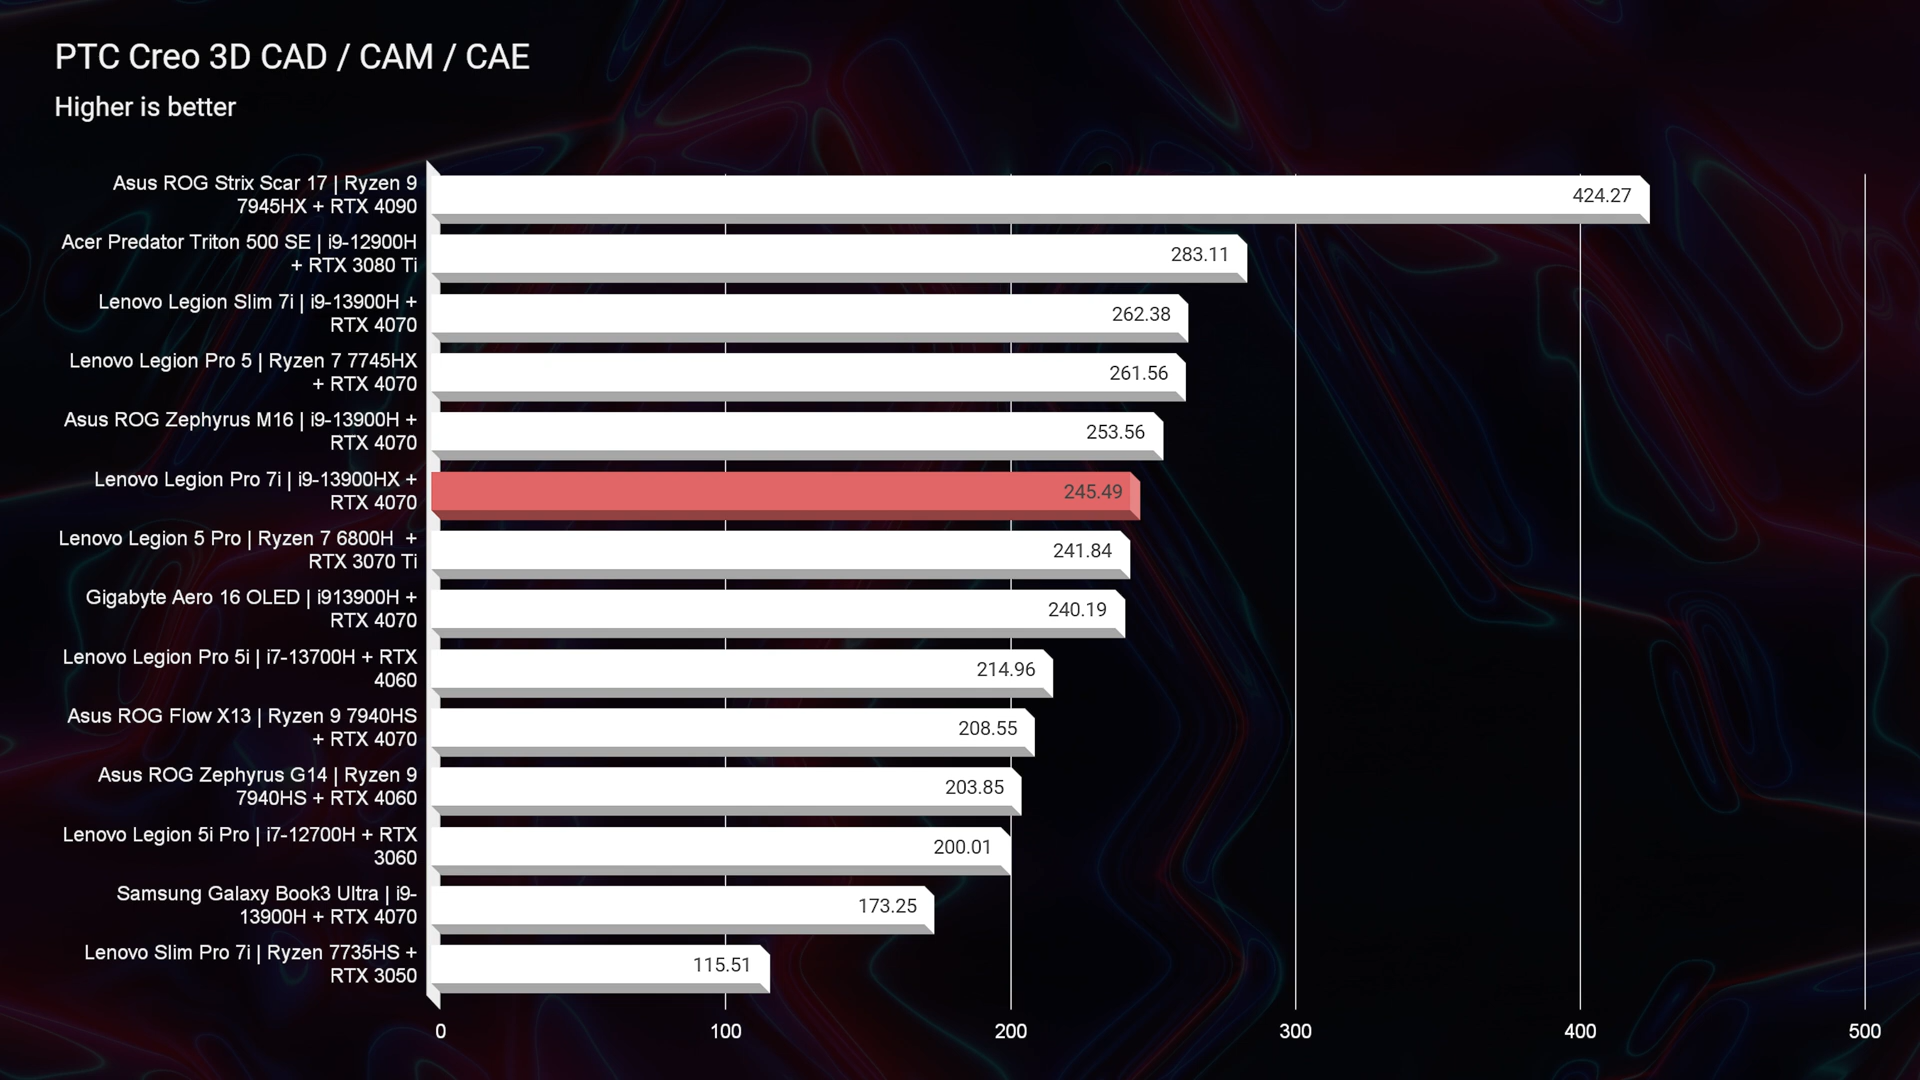 PTC Creo 3D CAD / CAM / CAE
Higher is better
Asus ROG Strix Scar 17 | Ryzen 9
7945HX + RTX 4090
424.27
Acer Predator Triton 500 SE | i9-12900H
+ RTX 3080 Ti
283.11
Lenovo Legion Slim 7i | i9-13900H +
RTX 4070
262.38
Lenovo Legion Pro 5 | Ryzen 7 7745HX
+ RTX 4070
261.56
Asus ROG Zephyrus M16 | i9-13900H +
RTX 4070
253.56
Lenovo Legion Pro 7i | i9-13900HX +
RTX 4070
245.49
Lenovo Legion 5 Pro | Ryzen 7 6800H  +
RTX 3070 Ti
241.84
Gigabyte Aero 16 OLED | i913900H +
RTX 4070
240.19
Lenovo Legion Pro 5i | i7-13700H + RTX
4060
214.96
Asus ROG Flow X13 | Ryzen 9 7940HS
+ RTX 4070
208.55
Asus ROG Zephyrus G14 | Ryzen 9
7940HS + RTX 4060
203.85
Lenovo Legion 5i Pro | i7-12700H + RTX
3060
200.01
Samsung Galaxy Book3 Ultra | i9-
13900H + RTX 4070
173.25
Lenovo Slim Pro 7i | Ryzen 7735HS +
RTX 3050
115.51
0 100 200 300 400 500